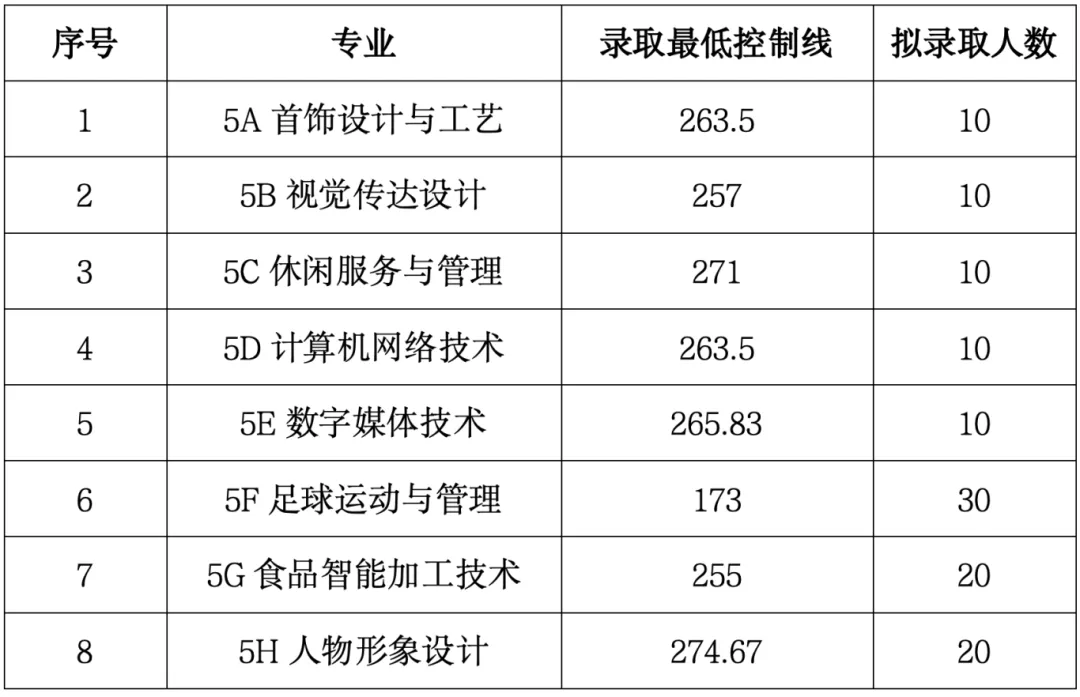 序号 专业 录取最低控制线 拟录取人数
1 5A 首饰设计与工艺 263.5 10
2 5B 视觉传达设计 257 10
3 5C 休闲服务与管理 271 10
4 5D 计算机网络技术 263.5 10
5 5E 数字媒体技术 265.83 10
6 5F 足球运动与管理 173 30
7 5G 食品智能加工技术 255 20
8 5H 人物形象设计 274.67 20